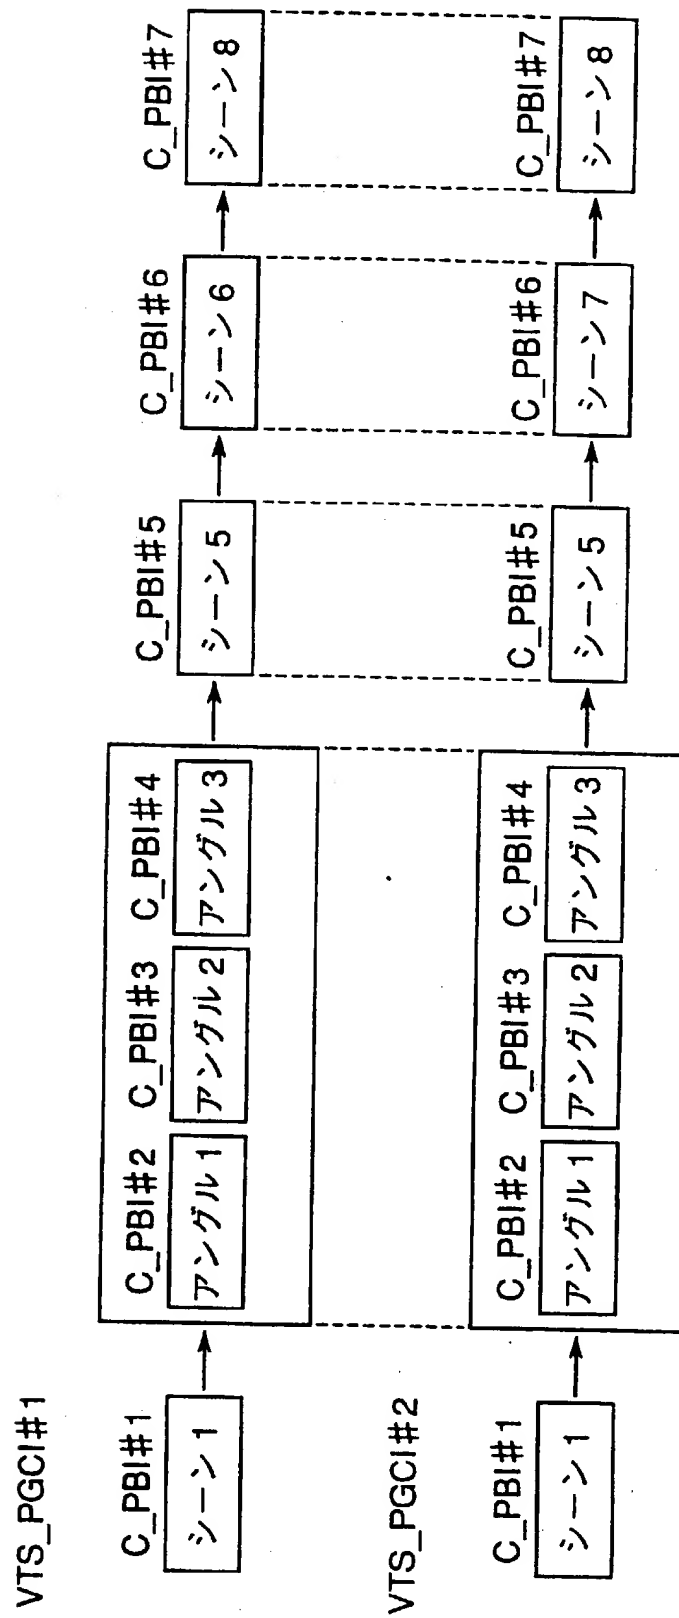 VTS_PGCI#1
C_PBI#1
シーン1
C_PBI#2
アングル1
C_PBI#3
アングル2
C_PBI#4
アングル3
C_PBI#5
シーン5
C_PBI#6
シーン6
C_PBI#7
シーン8
VTS_PGCI#2
C_PBI#1
シーン1
C_PBI#2
アングル1
C_PBI#3
アングル2
C_PBI#4
アングル3
C_PBI#5
シーン5
C_PBI#6
シーン7
C_PBI#7
シーン8